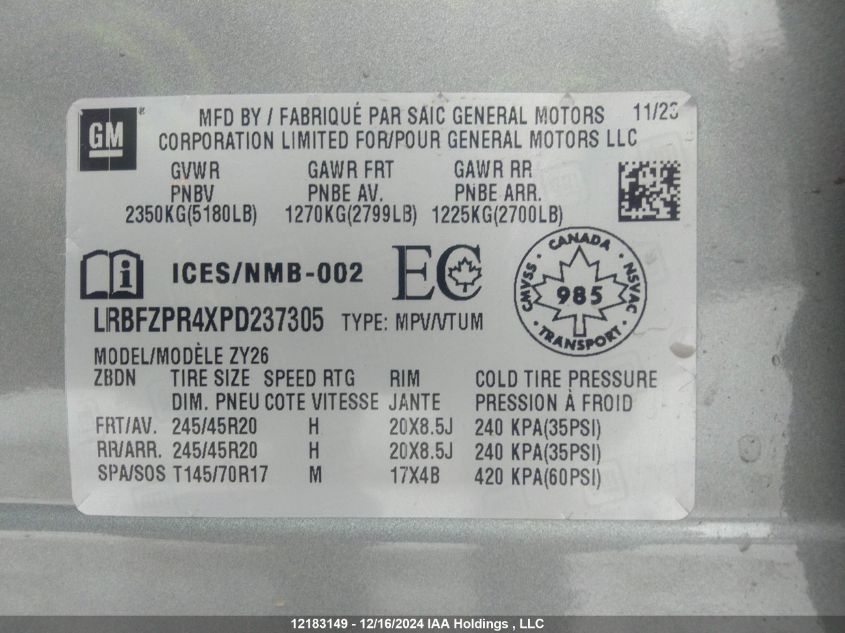 GM
MFD BY / FABRIQUÉ PAR SAIC GENERAL MOTORS 11/23
CORPORATION LIMITED FOR/POUR GENERAL MOTORS LLC
GVWR GAWR FRT GAWR RR
PNBV PNBE AV. PNBE ARR.
2350KG(5180LB) 1270KG(2799LB) 1225KG(2700LB)
ICES/NMB-002 EC
CANADA
CMVSS 985 NSVAC
TRANSPORT
LRBFZPR4XPD237305 TYPE: MPV/VTUM
MODEL/MODÈLE ZY26
ZBDN TIRE SIZE SPEED RTG RIM COLD TIRE PRESSURE
DIM. PNEU COTE VITESSE JANTE PRESSION À FROID
FRT/AV. 245/45R20 H 20X8.5J 240 KPA(35PSI)
RR/ARR. 245/45R20 H 20X8.5J 240 KPA(35PSI)
SPA/SOS T145/70R17 M 17X4B 420 KPA(60PSI)
12183149 - 12/16/2024 IAA Holdings , LLC